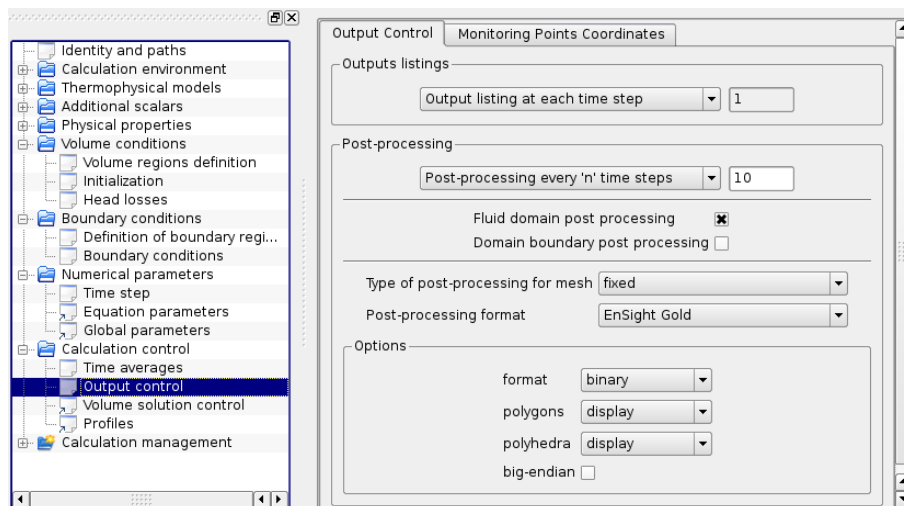 Identity and paths
Calculation environment
Thermophysical models
Additional scalars
Physical properties
Volume conditions
Volume regions definition
Initialization
Head losses
Boundary conditions
Definition of boundary regi...
Boundary conditions
Numerical parameters
Time step
Equation parameters
Global parameters
Calculation control
Time averages
Output control
Volume solution control
Profiles
Calculation management
Output Control Monitoring Points Coordinates
Outputs listings
Output listing at each time step 1
Post-processing
Post-processing every 'n' time steps 10
Fluid domain post processing
Domain boundary post processing
Type of post-processing for mesh fixed
Post-processing format EnSight Gold
Options
format binary
polygons display
polyhedra display
big-endian